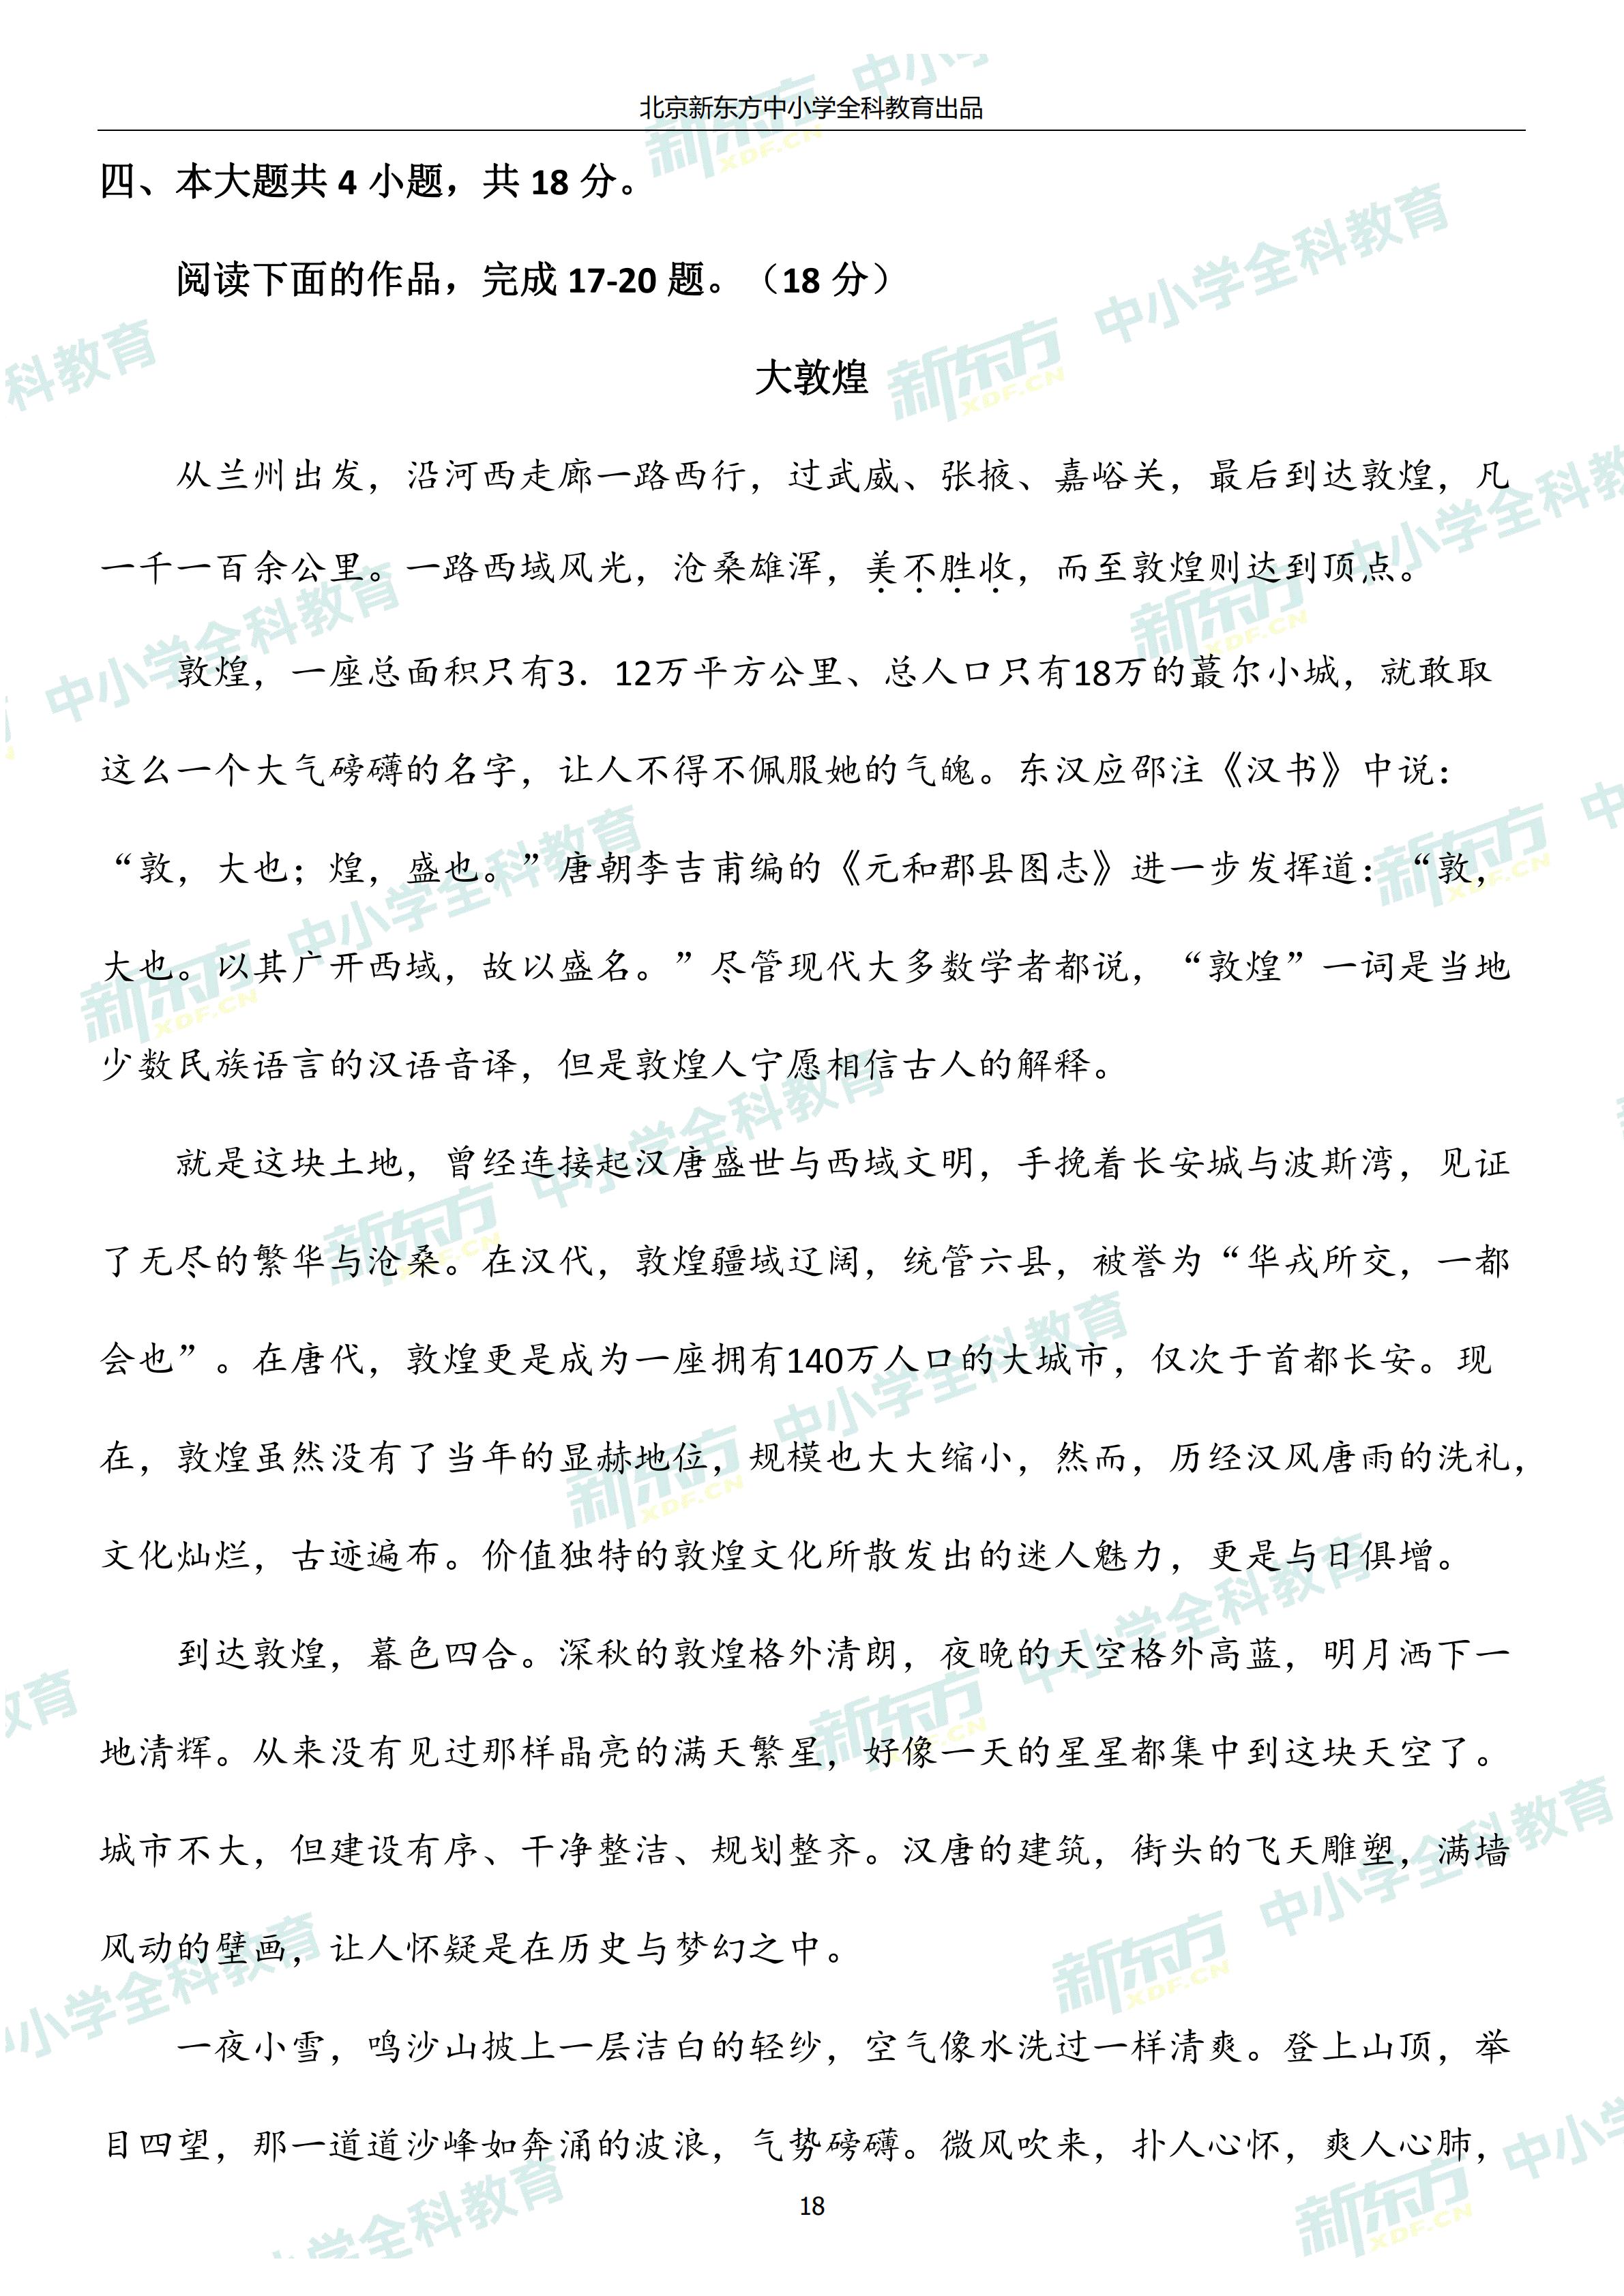 北京新东方中小学全科教育出品
四、本大题共 4 小题，共 18 分。
阅读下面的作品，完成 17-20 题。（18 分）
大敦煌
从兰州出发，沿河西走廊一路西行，过武威、张掖、嘉峪关，最后到达敦煌，凡
一千一百余公里。一路西域风光，沧桑雄浑，美不胜收，而至敦煌则达到顶点。
敦煌，一座总面积只有3．12万平方公里、总人口只有18万的蕞尔小城，就敢取
这么一个大气磅礴的名字，让人不得不佩服她的气魄。东汉应邵注《汉书》中说：
“敦，大也；煌，盛也。”唐朝李吉甫编的《元和郡县图志》进一步发挥道：“敦，
大也。以其广开西域，故以盛名。”尽管现代大多数学者都说，“敦煌”一词是当地
少数民族语言的汉语音译，但是敦煌人宁愿相信古人的解释。
就是这块土地，曾经连接起汉唐盛世与西域文明，手挽着长安城与波斯湾，见证
了无尽的繁华与沧桑。在汉代，敦煌疆域辽阔，统管六县，被誉为“华戎所交，一都
会也”。在唐代，敦煌更是成为一座拥有140万人口的大城市，仅次于首都长安。现
在，敦煌虽然没有了当年的显赫地位，规模也大大缩小，然而，历经汉风唐雨的洗礼，
文化灿烂，古迹遍布。价值独特的敦煌文化所散发出的迷人魅力，更是与日俱增。
到达敦煌，暮色四合。深秋的敦煌格外清朗，夜晚的天空格外高蓝，明月洒下一
地清辉。从来没有见过那样晶亮的满天繁星，好像一天的星星都集中到这块天空了。
城市不大，但建设有序、干净整洁、规划整齐。汉唐的建筑，街头的飞天雕塑，满墙
风动的壁画，让人怀疑是在历史与梦幻之中。
一夜小雪，鸣沙山披上一层洁白的轻纱，空气像水洗过一样清爽。登上山顶，举
目四望，那一道道沙峰如奔涌的波浪，气势磅礴。微风吹来，扑人心怀，爽人心肺，
18